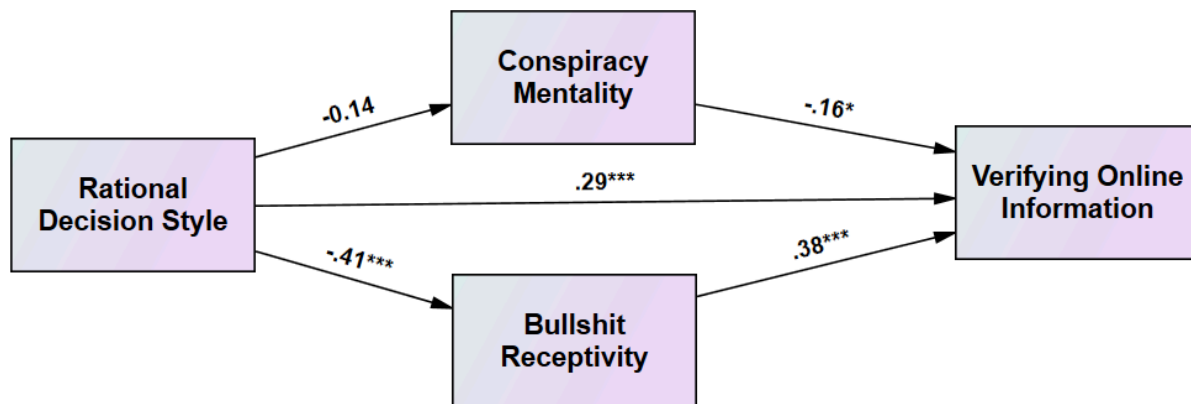 Conspiracy
Mentality
-0.14
-.16*
Rational
Decision Style
.29***
Verifying Online
Information
-.41***
.38***
Bullshit
Receptivity